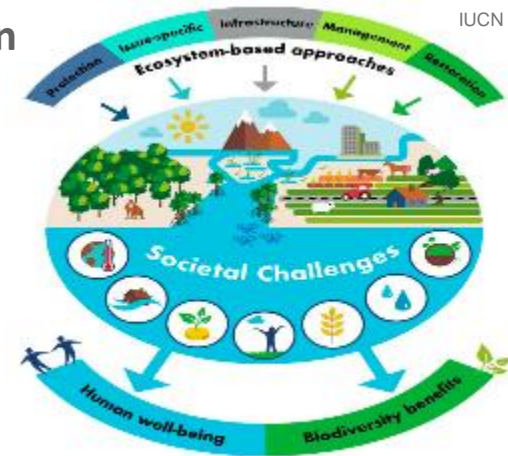 IUCN
n
Protection
Issue-specific
Infrastructure
Management
Restoration
Ecosystem-based approaches
Societal Challenges
Human well-being
Biodiversity benefits